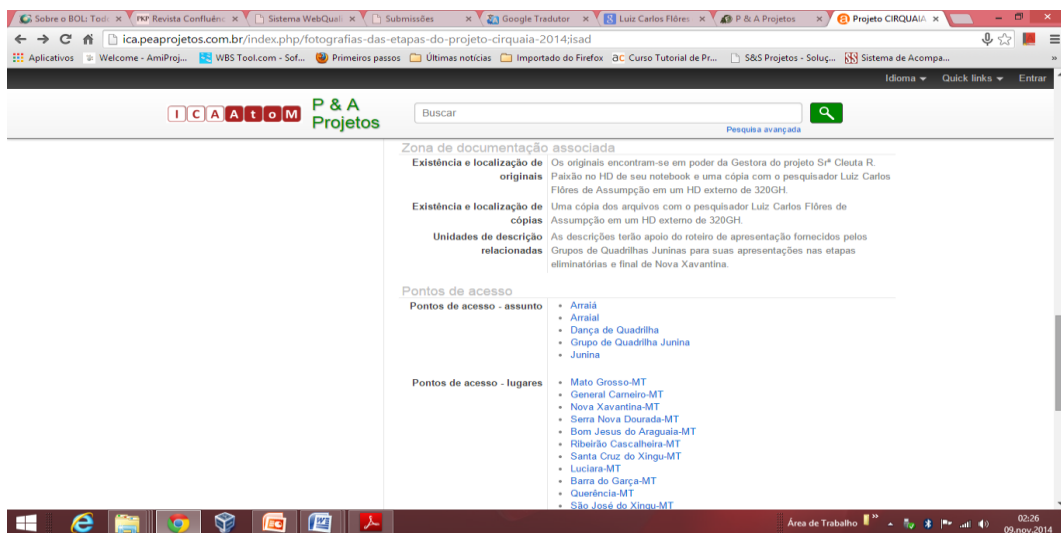 Sobre o BOL: Tod
Revista Confluênc
Sistema WebQuali
Submissões
Google Tradutor
Luiz Carlos Flôres
P & A Projetos
Projeto CIRQUAIA
ica.peaprojetos.com.br/index.php/fotografias-das-etapas-do-projeto-cirquaia-2014;isad
Aplicativos Welcome - AmiProj... WBS Tool.com - Sof... Primeiros passos Últimas notícias Importado do Firefox Curso Tutorial de Pr... S&S Projetos - Soluç... Sistema de Acompa... »
Idioma Quick links Entrar
ICAAtoM
P & A
Projetos
Buscar
Pesquisa avançada
Zona de documentação associada
Existência e localização de originais
Os originais encontram-se em poder da Gestora do projeto Srª Cleuta R.
Paixão no HD de seu notebook e uma cópia com o pesquisador Luiz Carlos
Flôres de Assumpção em um HD externo de 320GH.
Existência e localização de cópias
Uma cópia dos arquivos com o pesquisador Luiz Carlos Flôres de
Assumpção em um HD externo de 320GH.
Unidades de descrição relacionadas
As descrições terão apoio do roteiro de apresentação fornecidos pelos
Grupos de Quadrilhas Juninas para suas apresentações nas etapas
eliminatórias e final de Nova Xavantina.
Pontos de acesso
Pontos de acesso - assunto
• Arraiá
• Arraial
• Dança de Quadrilha
• Grupo de Quadrilha Junina
• Junina
Pontos de acesso - lugares
• Mato Grosso-MT
• General Carneiro-MT
• Nova Xavantina-MT
• Serra Nova Dourada-MT
• Bom Jesus do Araguaia-MT
• Ribeirão Cascalheira-MT
• Santa Cruz do Xingu-MT
• Luciara-MT
• Barra do Garça-MT
• Querência-MT
• São José do Xingu-MT
Área de Trabalho »
02:26
09.nov.2014